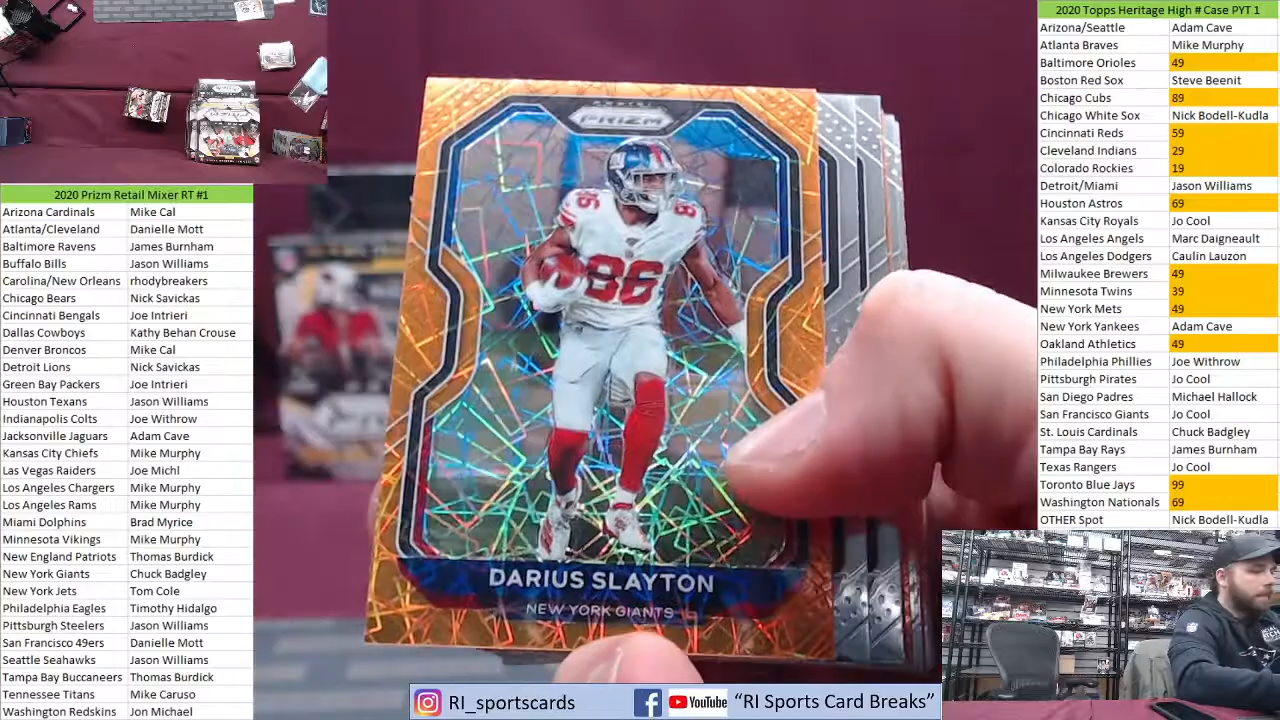 2020 Prizm Retail Mixer RT #1
Arizona Cardinals Mike Cal
Atlanta/Cleveland Danielle Mott
Baltimore Ravens James Burnham
Buffalo Bills Jason Williams
Carolina/New Orleans rhodybreakers
Chicago Bears Nick Savickas
Cincinnati Bengals Joe Intrieri
Dallas Cowboys Kathy Behan Crouse
Denver Broncos Mike Cal
Detroit Lions Nick Savickas
Green Bay Packers Joe Intrieri
Houston Texans Jason Williams
Indianapolis Colts Joe Withrow
Jacksonville Jaguars Adam Cave
Kansas City Chiefs Mike Murphy
Las Vegas Raiders Joe Michl
Los Angeles Chargers Mike Murphy
Los Angeles Rams Mike Murphy
Miami Dolphins Brad Myrice
Minnesota Vikings Mike Murphy
New England Patriots Thomas Burdick
New York Giants Chuck Badgley
New York Jets Tom Cole
Philadelphia Eagles Timothy Hidalgo
Pittsburgh Steelers Jason Williams
San Francisco 49ers Danielle Mott
Seattle Seahawks Jason Williams
Tampa Bay Buccaneers Thomas Burdick
Tennessee Titans Mike Caruso
Washington Redskins Jon Michael
PANINI
PRIZM
86
86
86
DARIUS SLAYTON
NEW YORK GIANTS
RI_sportscards
YouTube "RI Sports Card Breaks"
2020 Topps Heritage High # Case PYT 1
Arizona/Seattle Adam Cave
Atlanta Braves Mike Murphy
Baltimore Orioles 49
Boston Red Sox Steve Beenit
Chicago Cubs 89
Chicago White Sox Nick Bodell-Kudla
Cincinnati Reds 59
Cleveland Indians 29
Colorado Rockies 19
Detroit/Miami Jason Williams
Houston Astros 69
Kansas City Royals Jo Cool
Los Angeles Angels Marc Daigneault
Los Angeles Dodgers Caulin Lauzon
Milwaukee Brewers 49
Minnesota Twins 39
New York Mets 49
New York Yankees Adam Cave
Oakland Athletics 49
Philadelphia Phillies Joe Withrow
Pittsburgh Pirates Jo Cool
San Diego Padres Michael Hallock
San Francisco Giants Jo Cool
St. Louis Cardinals Chuck Badgley
Tampa Bay Rays James Burnham
Texas Rangers Jo Cool
Toronto Blue Jays 99
Washington Nationals 69
OTHER Spot Nick Bodell-Kudla